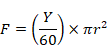 F = (Y/60) × πr²